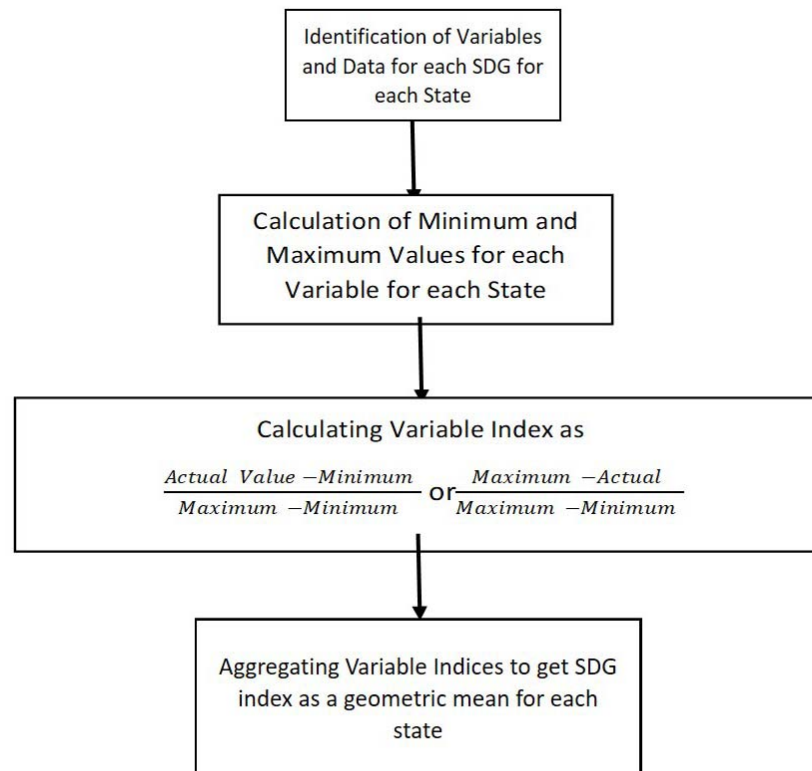 Identification of Variables
and Data for each SDG for
each State
Calculation of Minimum and
Maximum Values for each
Variable for each State
Calculating Variable Index as
Actual Value −Minimum
Maximum −Minimum
or
Maximum −Actual
Maximum −Minimum
Aggregating Variable Indices to get SDG
index as a geometric mean for each
state